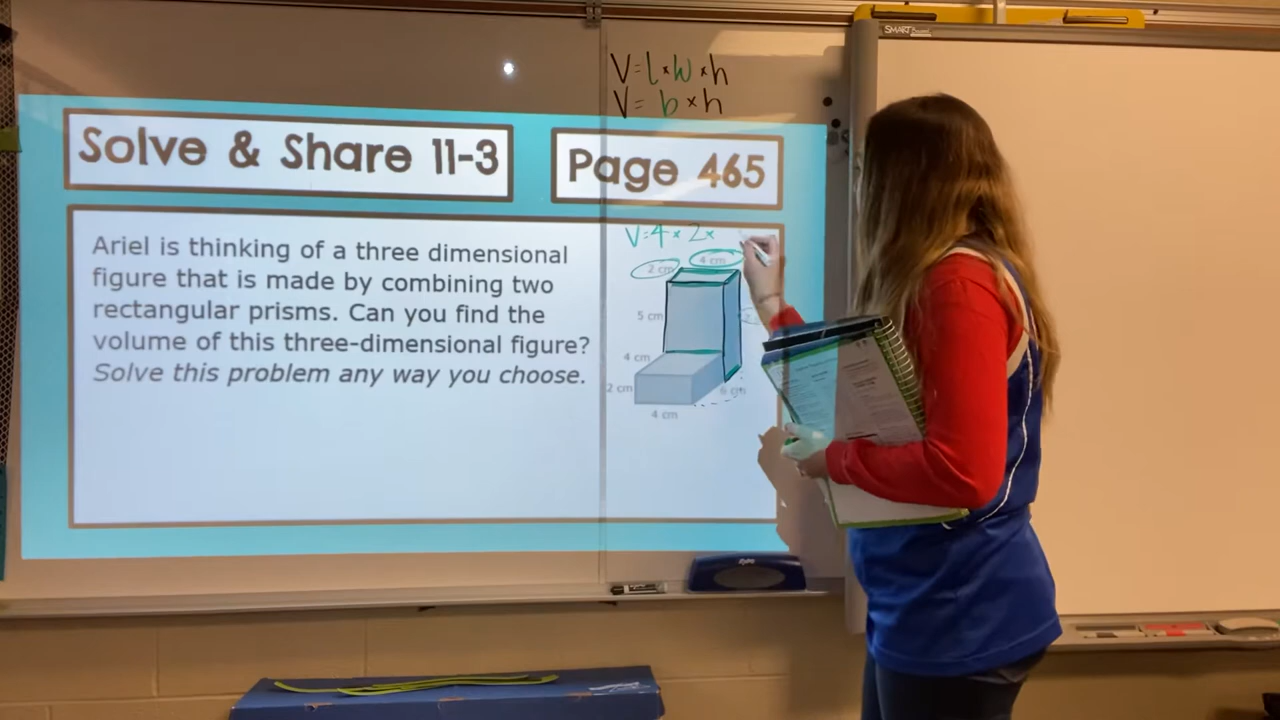 SMART
V=l×w×h
V=b×h
Solve & Share 11-3
Page 465
Ariel is thinking of a three dimensional
figure that is made by combining two
rectangular prisms. Can you find the
volume of this three-dimensional figure?
Solve this problem any way you choose.
V=4×2×
2 cm
4 cm
5 cm
4 cm
2 cm
6 cm
4 cm